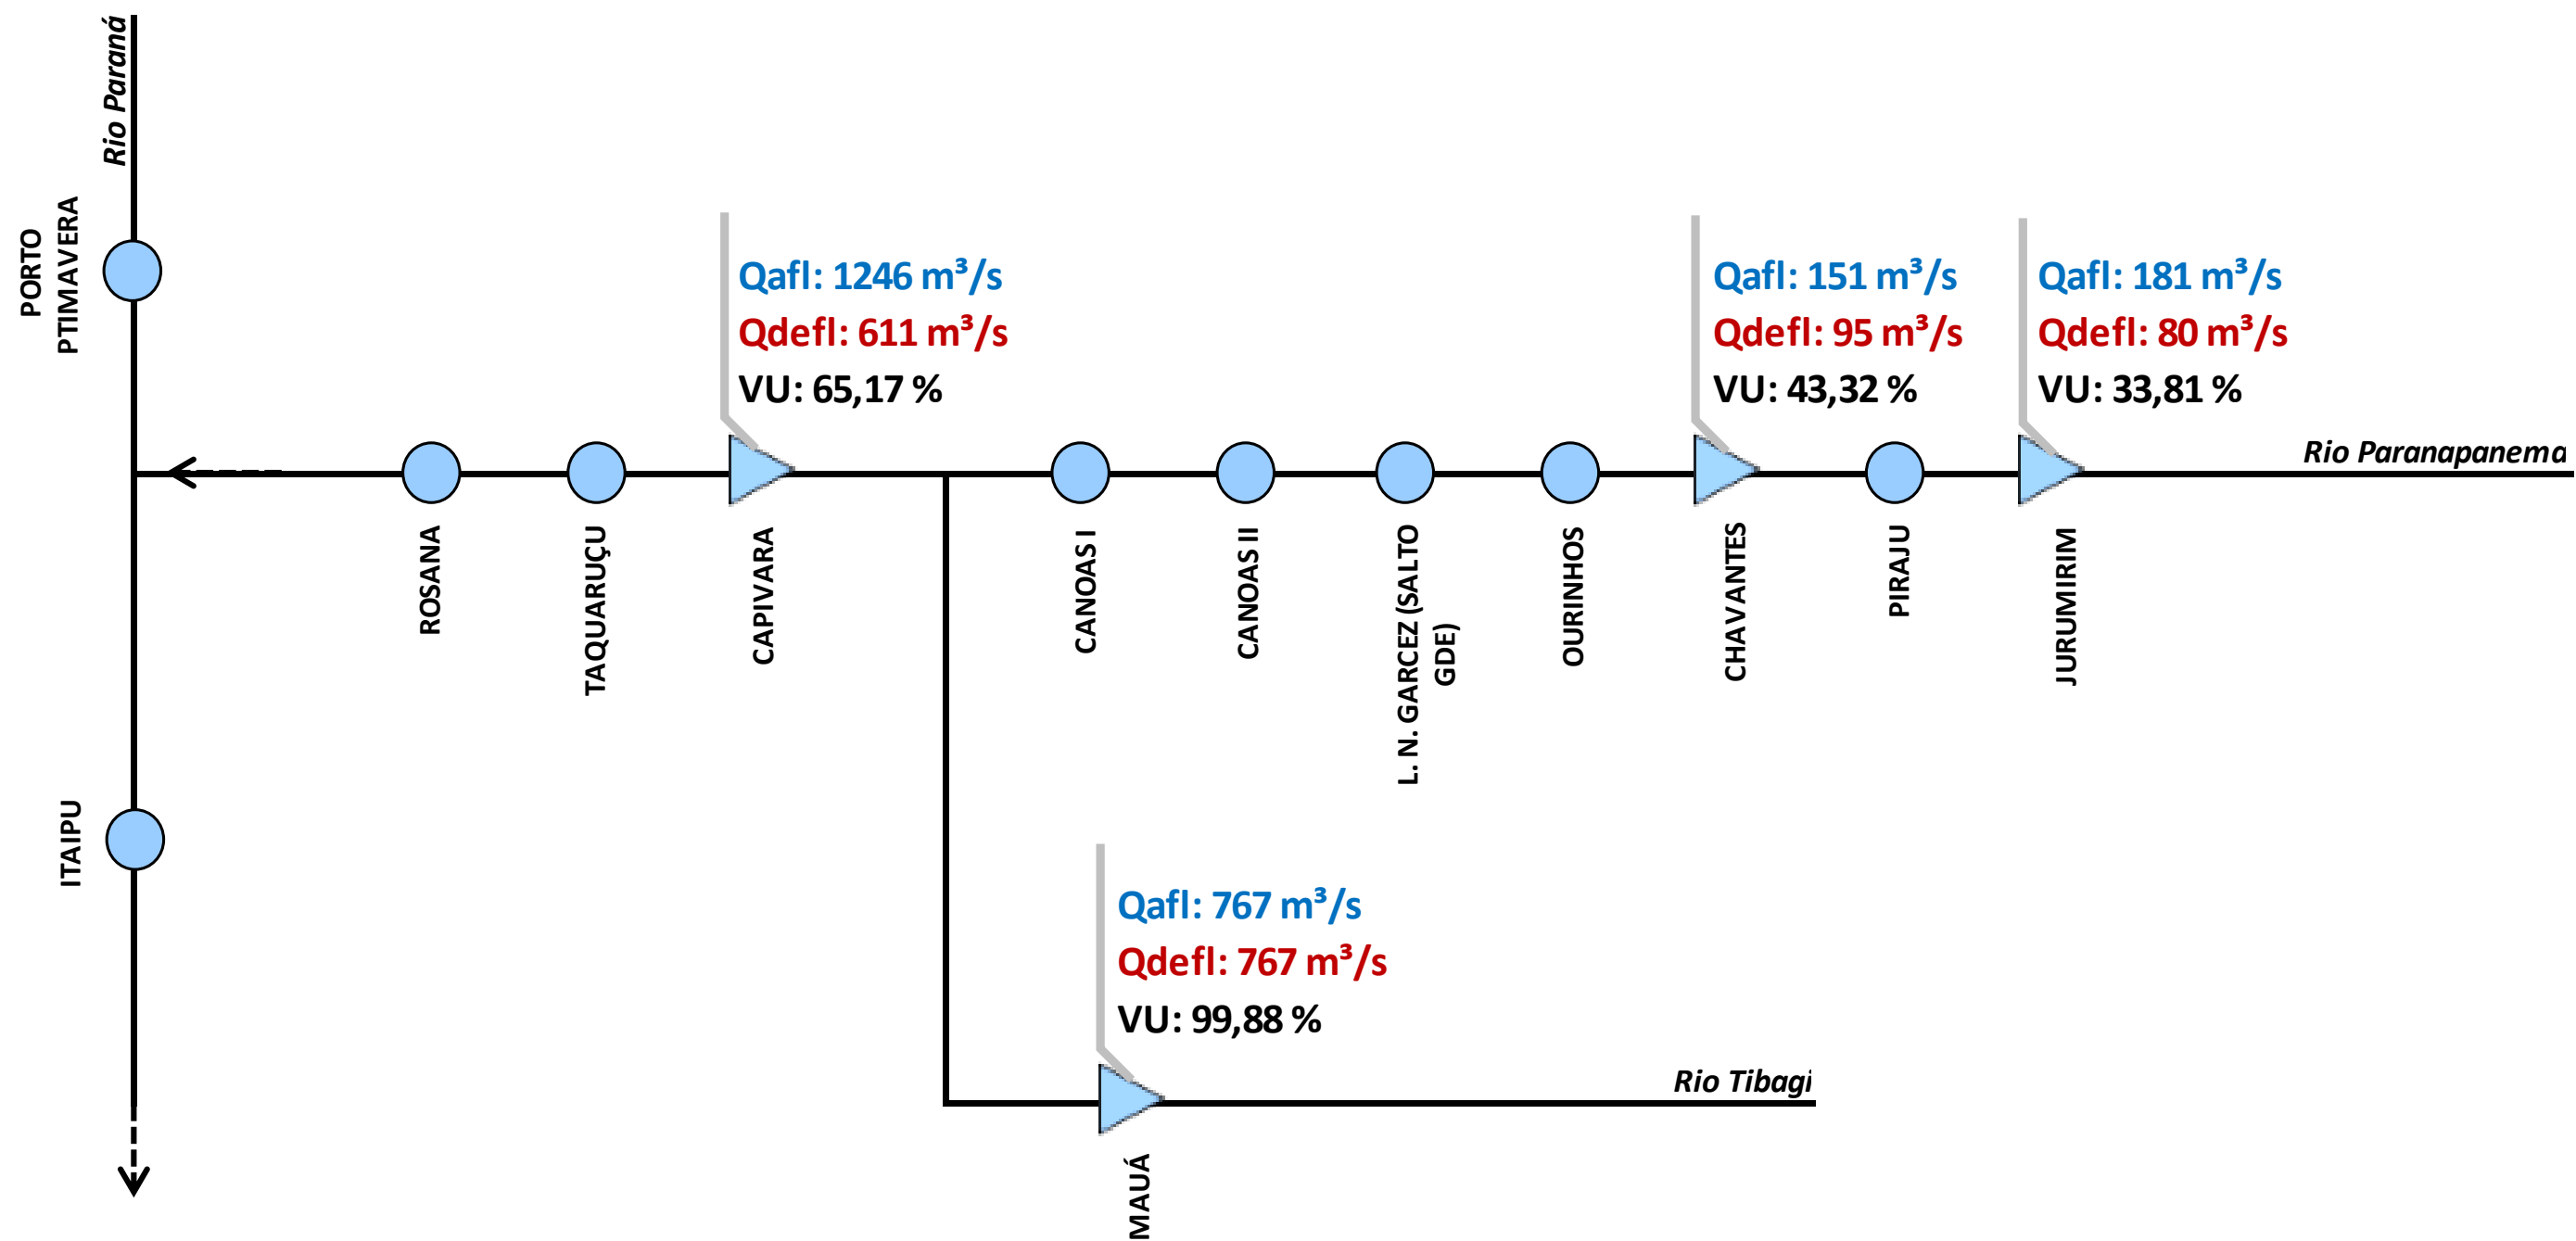 Rio Paraná
PORTO
PTIMAVERA
Qafl: 1246 m³/s
Qdefl: 611 m³/s
VU: 65,17 %
Qafl: 151 m³/s
Qdefl: 95 m³/s
VU: 43,32 %
Qafl: 181 m³/s
Qdefl: 80 m³/s
VU: 33,81 %
Rio Paranapanema
ROSANA
TAQUARUÇU
CAPIVARA
CANOAS I
CANOAS II
L. N. GARCEZ (SALTO
GDE)
OURINHOS
CHAVANTES
PIRAJU
JURUMIRIM
ITAIPU
Qafl: 767 m³/s
Qdefl: 767 m³/s
VU: 99,88 %
Rio Tibagi
MAUÁ